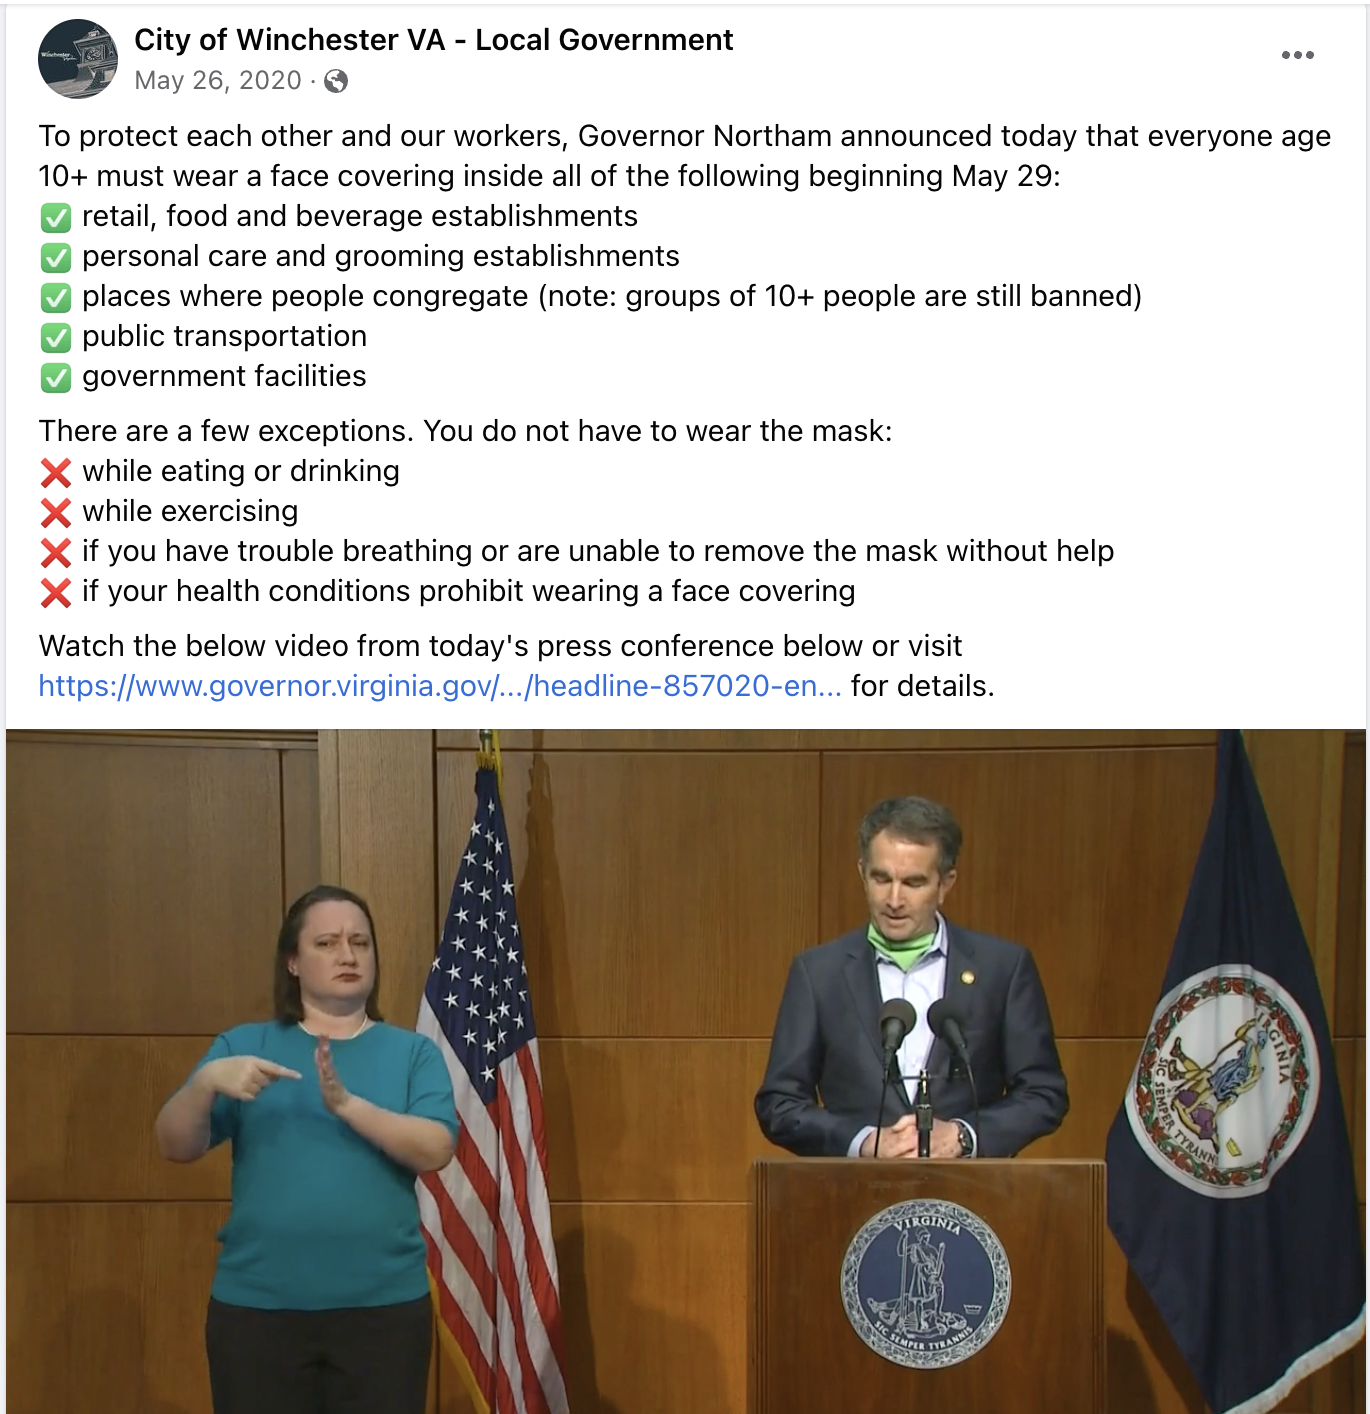 City of Winchester VA - Local Government
May 26, 2020 ·
To protect each other and our workers, Governor Northam announced today that everyone age
10+ must wear a face covering inside all of the following beginning May 29:
✅ retail, food and beverage establishments
✅ personal care and grooming establishments
✅ places where people congregate (note: groups of 10+ people are still banned)
✅ public transportation
✅ government facilities
There are a few exceptions. You do not have to wear the mask:
❌ while eating or drinking
❌ while exercising
❌ if you have trouble breathing or are unable to remove the mask without help
❌ if your health conditions prohibit wearing a face covering
Watch the below video from today's press conference below or visit
https://www.governor.virginia.gov/.../headline-857020-en... for details.
VIRGINIA
SIC SEMPER TYRANNIS
IRGINIA
SIC SEMPER TYRANN